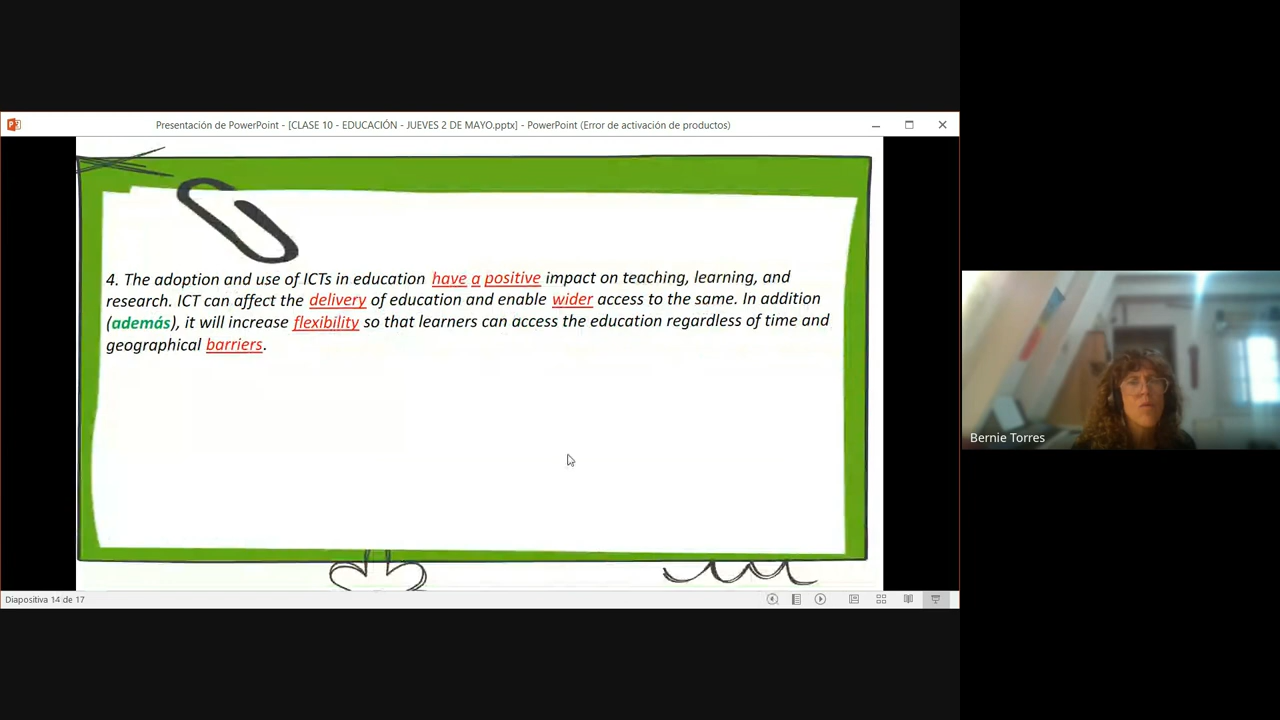 Presentación de PowerPoint - [CLASE 10 - EDUCACIÓN - JUEVES 2 DE MAYO.pptx] - PowerPoint (Error de activación de productos)
4. The adoption and use of ICTs in education have a positive impact on teaching, learning, and
research. ICT can affect the delivery of education and enable wider access to the same. In addition
(además), it will increase flexibility so that learners can access the education regardless of time and
geographical barriers.
Bernie Torres
Diapositiva 14 de 17